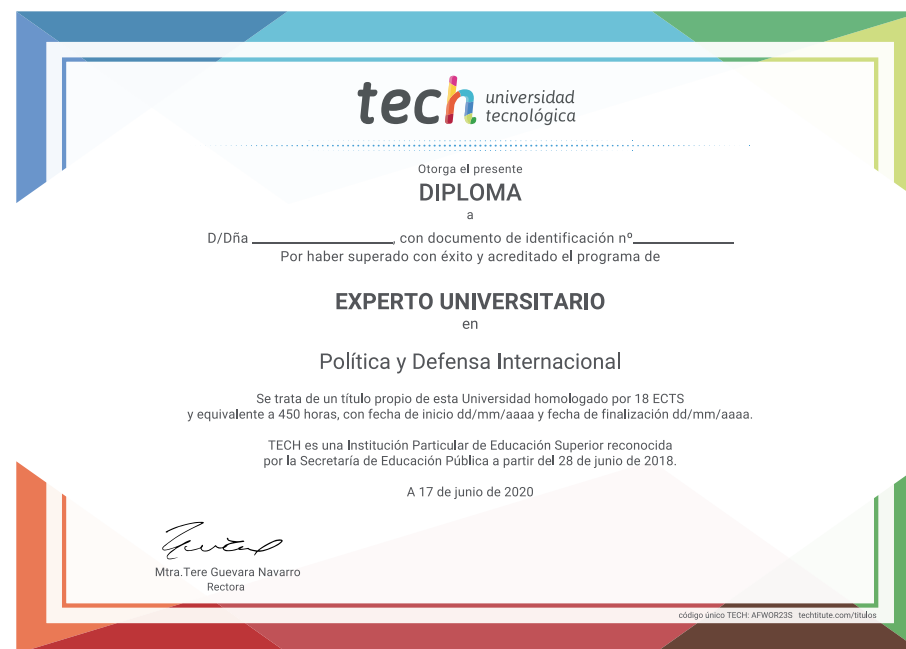 tech universidad
tecnológica
Otorga el presente
DIPLOMA
a
D/Dña ________________, con documento de identificación nº____________
Por haber superado con éxito y acreditado el programa de
EXPERTO UNIVERSITARIO
en
Política y Defensa Internacional
Se trata de un título propio de esta Universidad homologado por 18 ECTS
y equivalente a 450 horas, con fecha de inicio dd/mm/aaaa y fecha de finalización dd/mm/aaaa.
TECH es una Institución Particular de Educación Superior reconocida
por la Secretaría de Educación Pública a partir del 28 de junio de 2018.
A 17 de junio de 2020
Mtra.Tere Guevara Navarro
Rectora
código único TECH: AFWOR23S techtitute.com/titulos